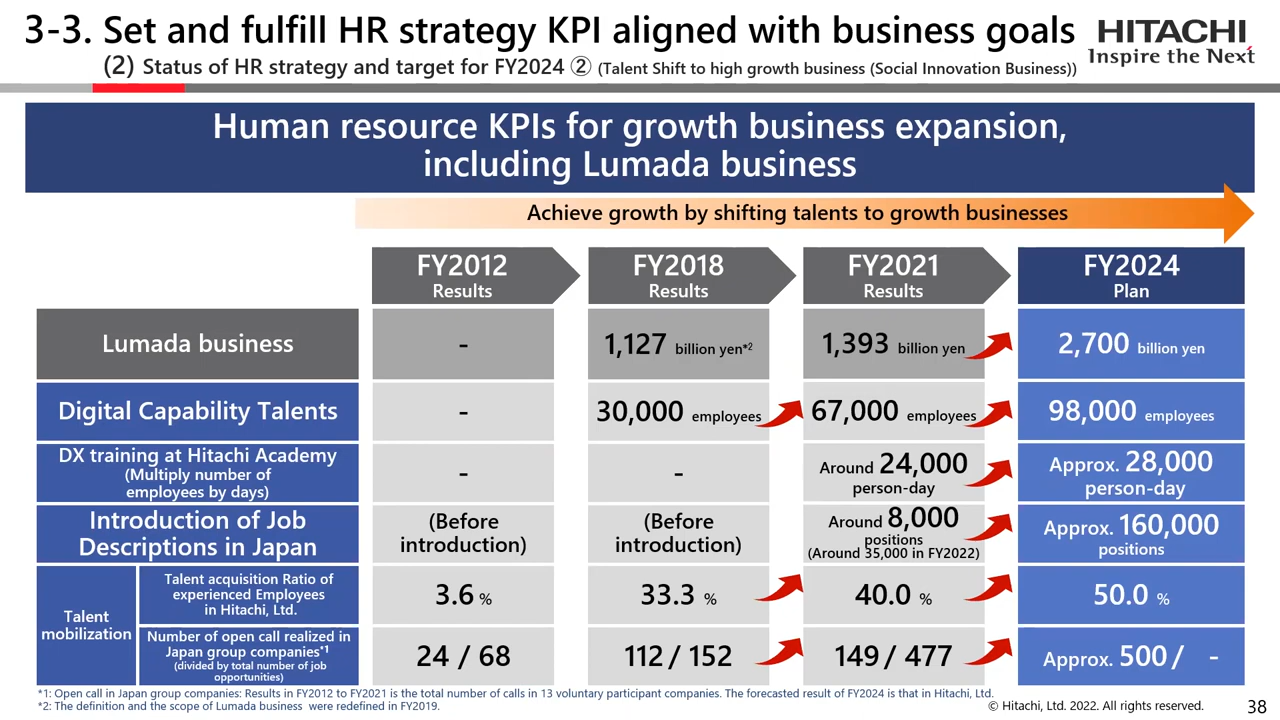 3-3. Set and fulfill HR strategy KPI aligned with business goals
(2) Status of HR strategy and target for FY2024 ② (Talent Shift to high growth business (Social Innovation Business))
HITACHI
Inspire the Next
Human resource KPIs for growth business expansion,
including Lumada business
Achieve growth by shifting talents to growth businesses
FY2012
Results
FY2018
Results
FY2021
Results
FY2024
Plan
Lumada business
-
1,127 billion yen*2
1,393 billion yen
2,700 billion yen
Digital Capability Talents
-
30,000 employees
67,000 employees
98,000 employees
DX training at Hitachi Academy
(Multiply number of
employees by days)
-
-
Around 24,000
person-day
Approx. 28,000
person-day
Introduction of Job
Descriptions in Japan
(Before
introduction)
(Before
introduction)
Around 8,000
positions
(Around 35,000 in FY2022)
Approx. 160,000
positions
Talent
mobilization
Talent acquisition Ratio of
experienced Employees
in Hitachi, Ltd.
3.6 %
33.3 %
40.0 %
50.0 %
Number of open call realized in
Japan group companies*1
(divided by total number of job
opportunities)
24 / 68
112 / 152
149 / 477
Approx. 500 / -
*1: Open call in Japan group companies: Results in FY2012 to FY2021 is the total number of calls in 13 voluntary participant companies. The forecasted result of FY2024 is that in Hitachi, Ltd.
*2: The definition and the scope of Lumada business were redefined in FY2019.
© Hitachi, Ltd. 2022. All rights reserved.
38